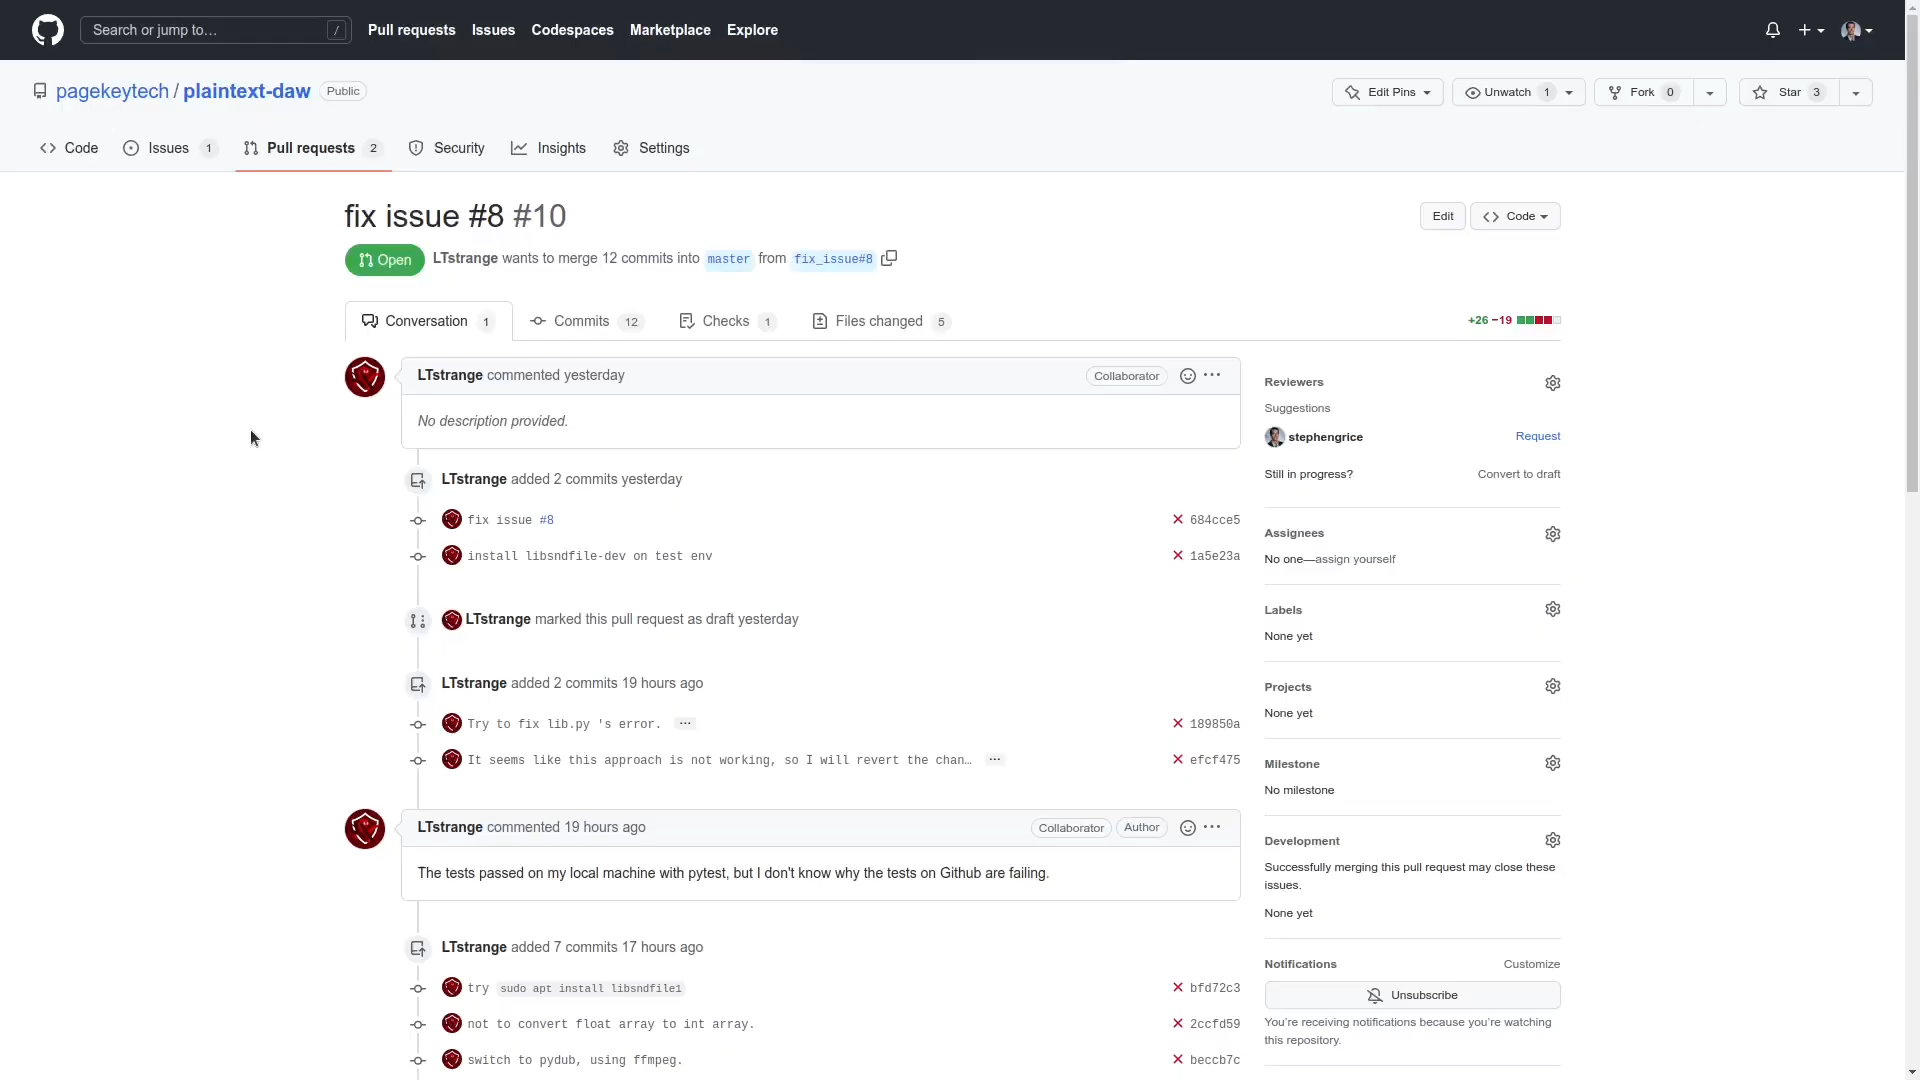 Search or jump to… /
Pull requests Issues Codespaces Marketplace Explore
pagekeytech / plaintext-daw Public
Edit Pins Unwatch 1 Fork 0 Star 3
Code Issues 1 Pull requests 2 Security Insights Settings
fix issue #8 #10
Edit Code
Open LTstrange wants to merge 12 commits into master from fix_issue#8
Conversation 1 Commits 12 Checks 1 Files changed 5
+26 −19
LTstrange commented yesterday Collaborator
No description provided.
LTstrange added 2 commits yesterday
fix issue #8 684cce5
install libsndfile-dev on test env 1a5e23a
LTstrange marked this pull request as draft yesterday
LTstrange added 2 commits 19 hours ago
Try to fix lib.py 's error. … 189850a
It seems like this approach is not working, so I will revert the chan… … efcf475
LTstrange commented 19 hours ago Collaborator Author
The tests passed on my local machine with pytest, but I don't know why the tests on Github are failing.
LTstrange added 7 commits 17 hours ago
try sudo apt install libsndfile1 bfd72c3
not to convert float array to int array. 2ccfd59
switch to pydub, using ffmpeg. beccb7c
Reviewers
Suggestions
stephengrice Request
Still in progress? Convert to draft
Assignees
No one—assign yourself
Labels
None yet
Projects
None yet
Milestone
No milestone
Development
Successfully merging this pull request may close these
issues.
None yet
Notifications Customize
Unsubscribe
You're receiving notifications because you're watching
this repository.